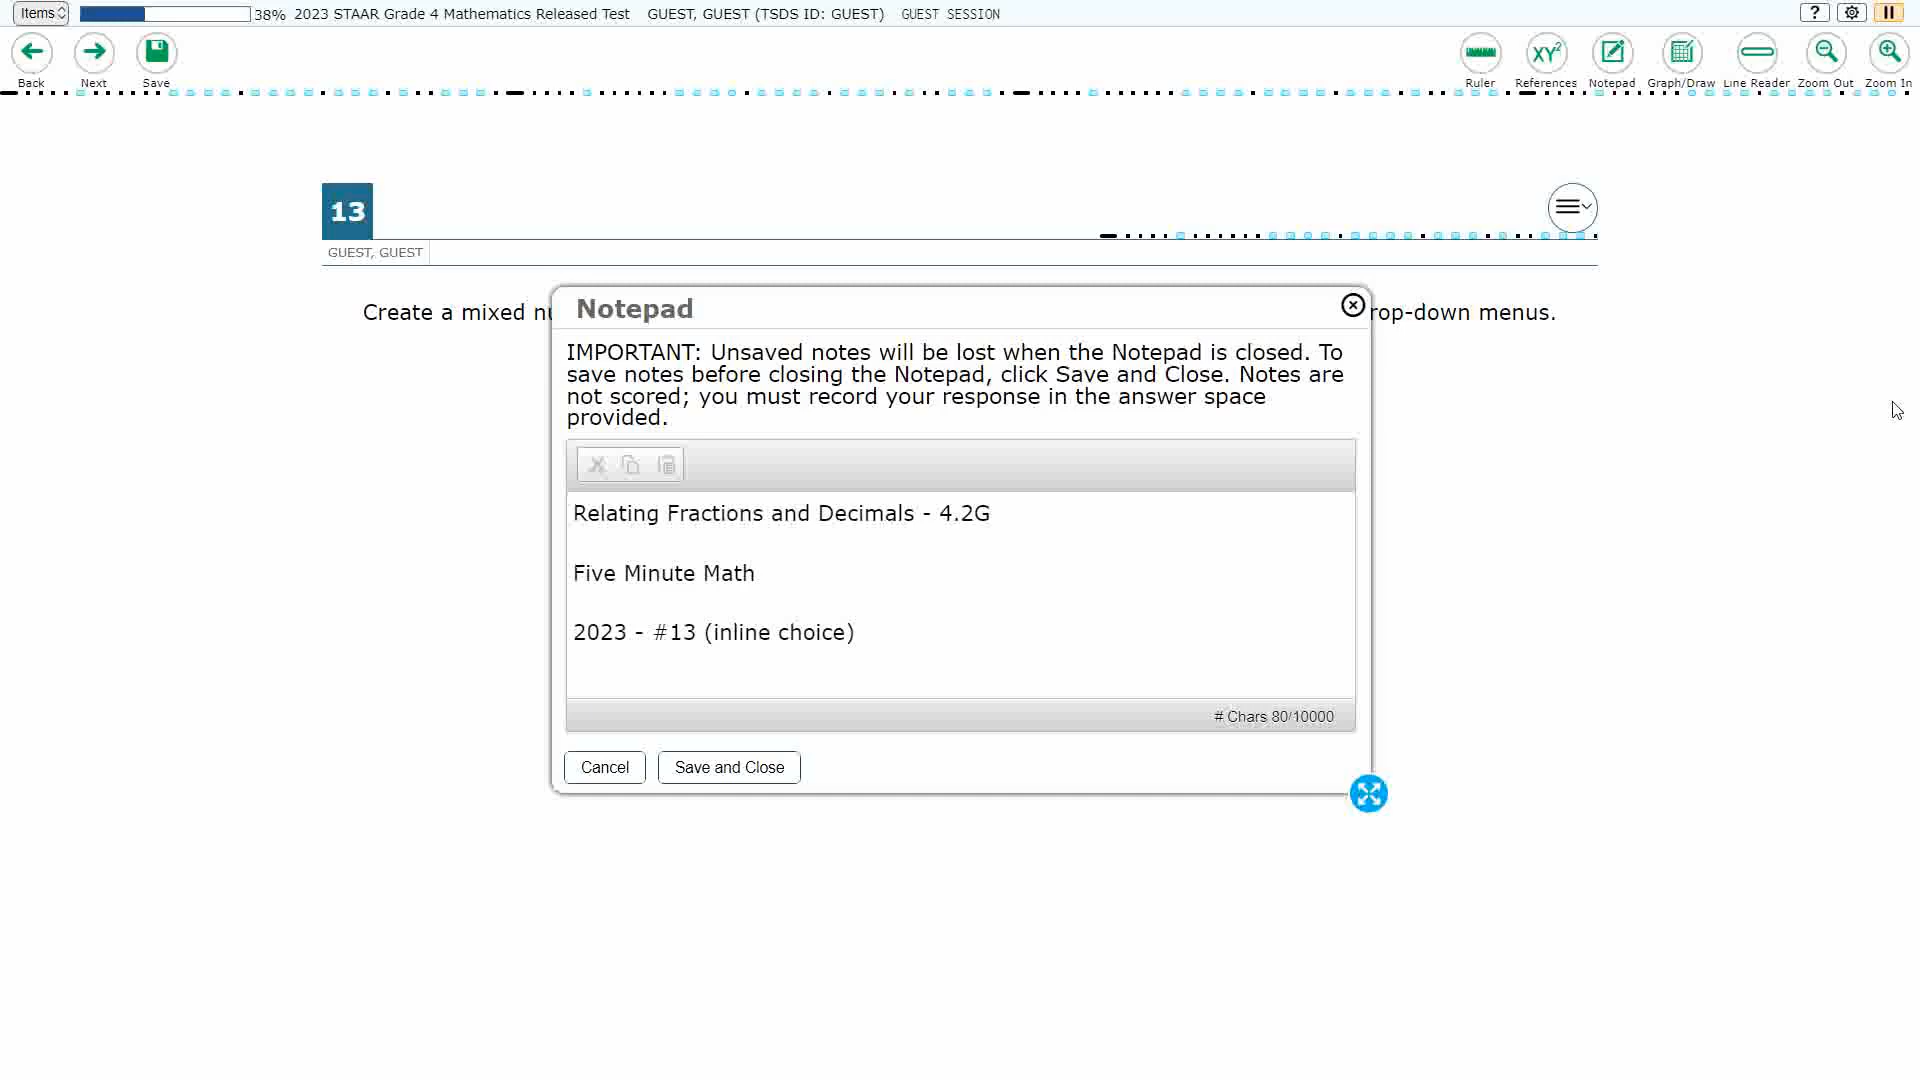 Items 38% 2023 STAAR Grade 4 Mathematics Released Test GUEST, GUEST (TSDS ID: GUEST) GUEST SESSION ?
Back Next Save Ruler References Notepad Graph/Draw Line Reader Zoom Out Zoom In
XY²
13
GUEST, GUEST
Create a mixed rop-down menus.
Notepad
IMPORTANT: Unsaved notes will be lost when the Notepad is closed. To
save notes before closing the Notepad, click Save and Close. Notes are
not scored; you must record your response in the answer space
provided.
Relating Fractions and Decimals - 4.2G
Five Minute Math
2023 - #13 (inline choice)
# Chars 80/10000
Cancel Save and Close